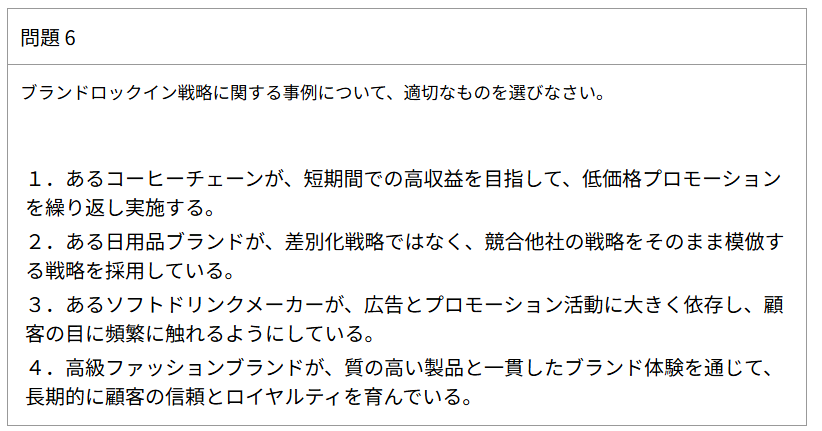 問題６
ブランドロックイン戦略に関する事例について、適切なものを選びなさい。
１．あるコーヒーチェーンが、短期間での高収益を目指して、低価格プロモーション
を繰り返し実施する。
２．ある日用品ブランドが、差別化戦略ではなく、競合他社の戦略をそのまま模倣す
る戦略を採用している。
３．あるソフトドリンクメーカーが、広告とプロモーション活動に大きく依存し、顧
客の目に頻繁に触れるようにしている。
４．高級ファッションブランドが、質の高い製品と一貫したブランド体験を通じて、
長期的に顧客の信頼とロイヤルティを育んでいる。